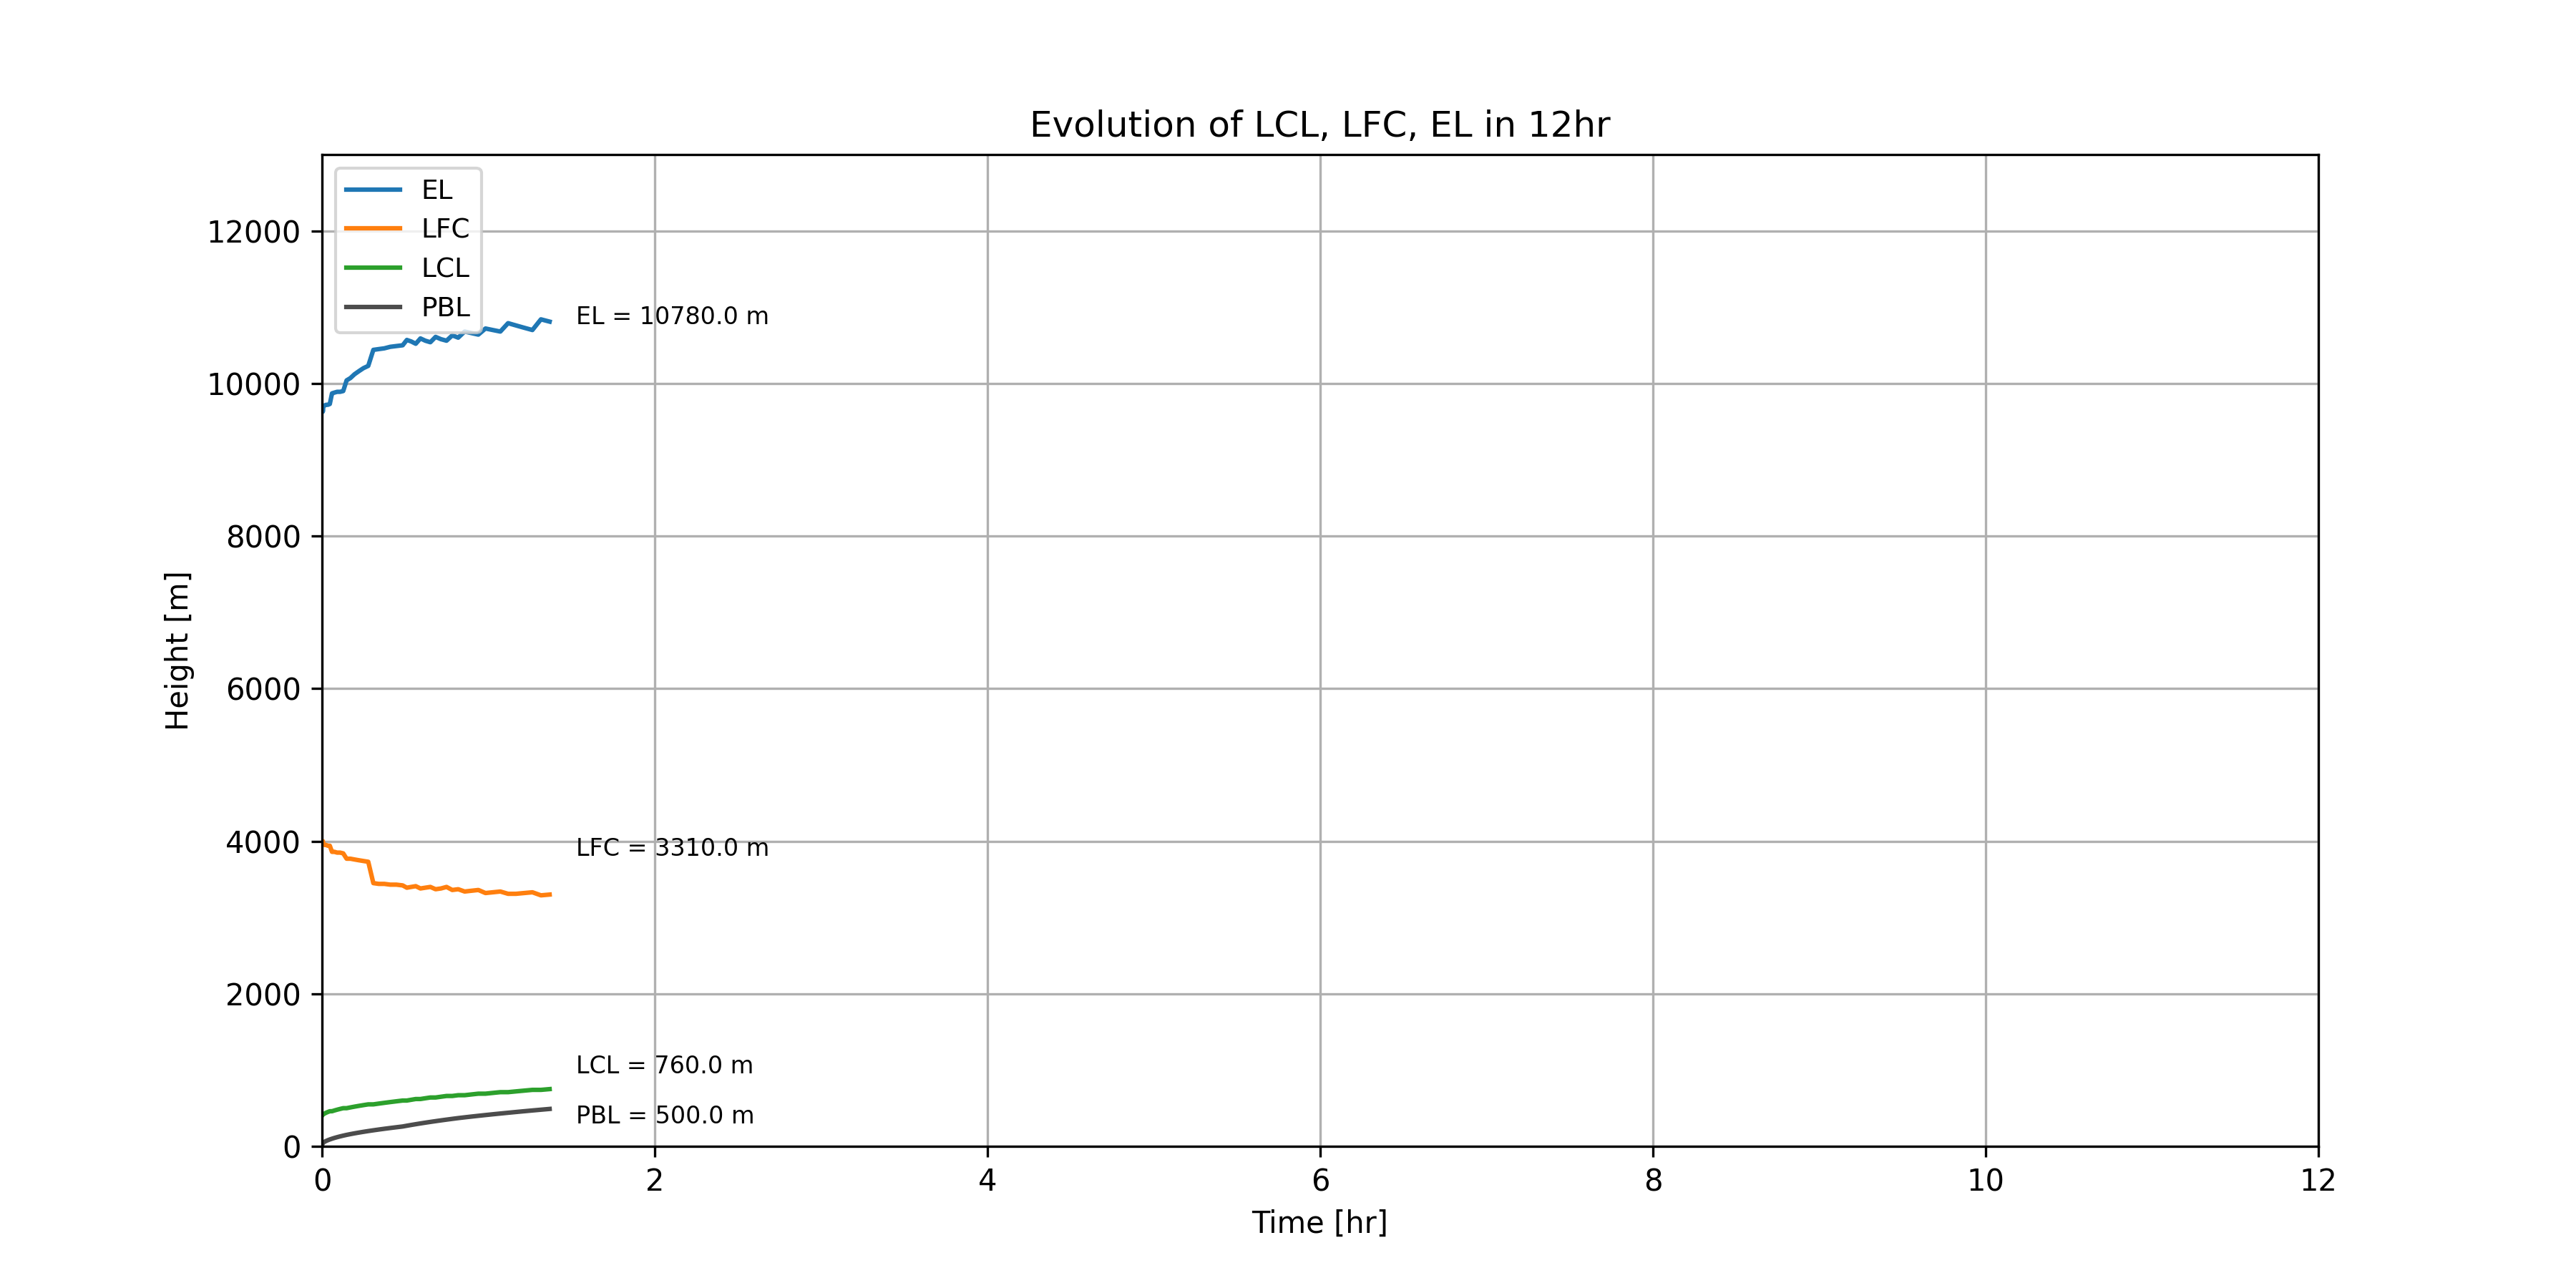 Evolution of LCL, LFC, EL in 12hr
EL
LFC
LCL
PBL
12000
10000
8000
6000
4000
2000
0
Height [m]
EL = 10780.0 m
LFC = 3310.0 m
LCL = 760.0 m
PBL = 500.0 m
0 2 4 6 8 10 12
Time [hr]